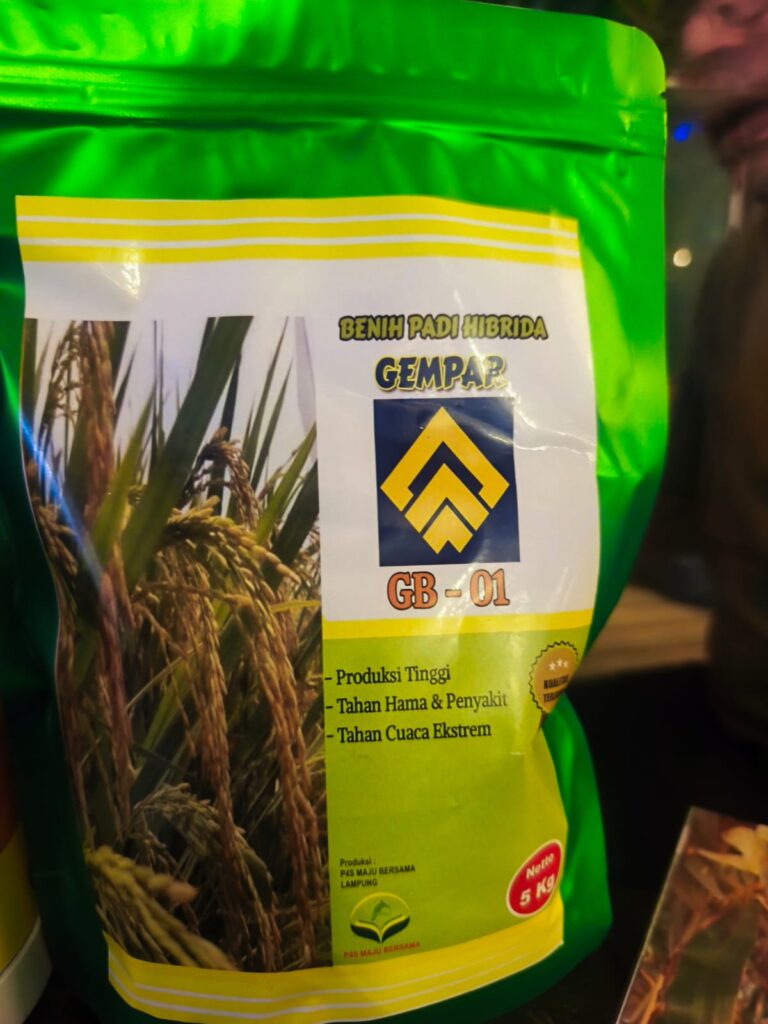 BENIH PADI HIBRIDA
GEMPAR
GB - 01
- Produksi Tinggi
- Tahan Hama & Penyakit
- Tahan Cuaca Ekstrem
KUALITAS
Produksi :
P4S MAJU BERSAMA
LAMPUNG
P4S MAJU BERSAMA
Netto
5 Kg